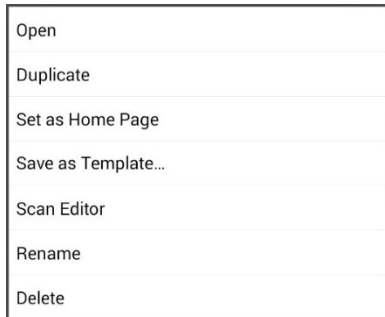 Open
Duplicate
Set as Home Page
Save as Template…
Scan Editor
Rename
Delete